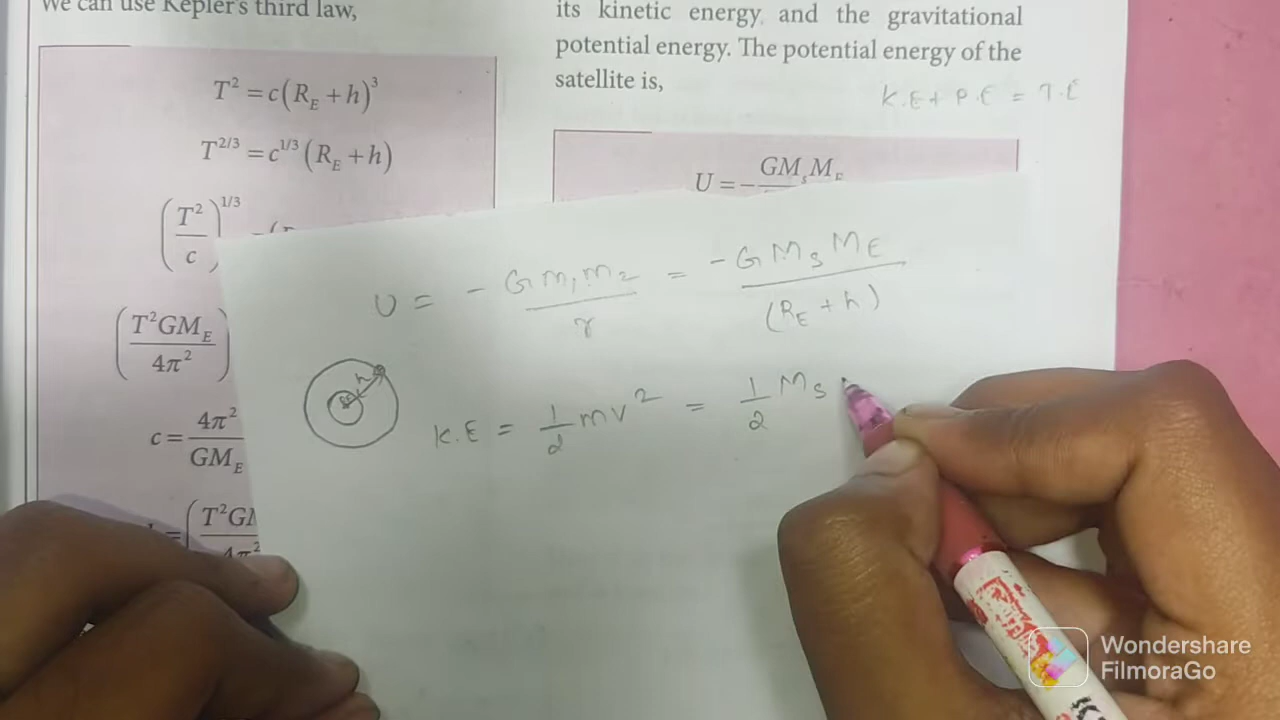 We can use Kepler's third law,
T² = c(R_E + h)³
T^2/3 = c^1/3 (R_E + h)
(T²/c)^1/3
(T²GM_E/4π²)
c = 4π²/GM_E
(T²GM
4π²
its kinetic energy and the gravitational
potential energy. The potential energy of the
satellite is,
K.E + P.E = T.E
U = - GM_sM_E
U = - Gm₁m₂/r = -GM_sM_E/(R_E + h)
h
K.E = 1/2 mv² = 1/2 M_s
Wondershare
FilmoraGo